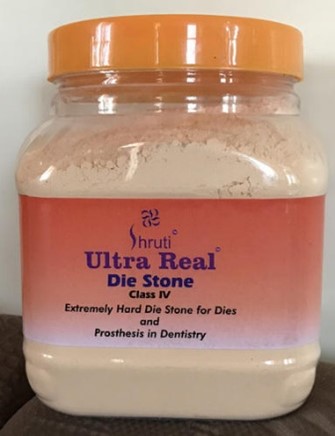 Shruti©
Ultra Real©
Die Stone
Class IV
Extremely Hard Die Stone for Dies
and
Prosthesis in Dentistry